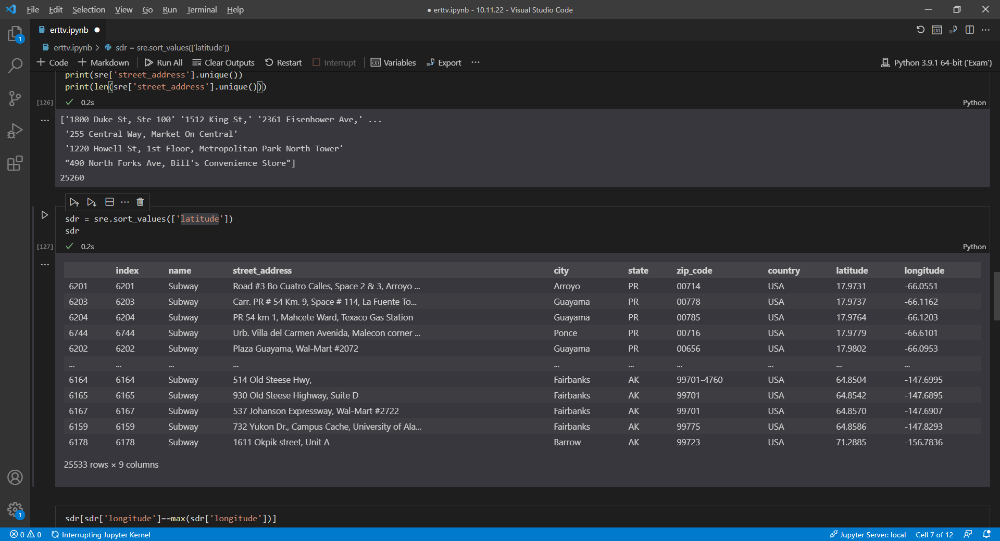 File Edit Selection View Go Run Terminal Help
● erttv.ipynb - 10.11.22 - Visual Studio Code
1
erttv.ipynb ●
erttv.ipynb > sdr = sre.sort_values(['latitude'])
+ Code + Markdown Run All Clear Outputs Restart Interrupt Variables Export ...
Python 3.9.1 64-bit ('Exam')
print(sre['street_address'].unique())
print(len(sre['street_address'].unique()))
[126] ✓ 0.2s Python
['1800 Duke St, Ste 100' '1512 King St,' '2361 Eisenhower Ave,' ...
'255 Central Way, Market On Central'
'1220 Howell St, 1st Floor, Metropolitan Park North Tower'
"490 North Forks Ave, Bill's Convenience Store"]
25260
sdr = sre.sort_values(['latitude'])
sdr
[127] ✓ 0.2s Python
index name street_address city state zip_code country latitude longitude
6201 6201 Subway Road #3 Bo Cuatro Calles, Space 2 & 3, Arroyo ... Arroyo PR 00714 USA 17.9731 -66.0551
6203 6203 Subway Carr. PR # 54 Km. 9, Space # 114, La Fuente To... Guayama PR 00778 USA 17.9737 -66.1162
6204 6204 Subway PR 54 km 1, Mahcete Ward, Texaco Gas Station Guayama PR 00785 USA 17.9764 -66.1203
6744 6744 Subway Urb. Villa del Carmen Avenida, Malecon corner ... Ponce PR 00716 USA 17.9779 -66.6101
6202 6202 Subway Plaza Guayama, Wal-Mart #2072 Guayama PR 00656 USA 17.9802 -66.0953
... ... ... ... ... ... ... ... ... ...
6164 6164 Subway 514 Old Steese Hwy, Fairbanks AK 99701-4760 USA 64.8504 -147.6995
6165 6165 Subway 930 Old Steese Highway, Suite D Fairbanks AK 99701 USA 64.8542 -147.6895
6167 6167 Subway 537 Johanson Expressway, Wal-Mart #2722 Fairbanks AK 99701 USA 64.8570 -147.6907
6159 6159 Subway 732 Yukon Dr., Campus Cache, University of Ala... Fairbanks AK 99775 USA 64.8586 -147.8293
6178 6178 Subway 1611 Okpik street, Unit A Barrow AK 99723 USA 71.2885 -156.7836
25533 rows × 9 columns
1
sdr[sdr['longitude']==max(sdr['longitude'])]
0 0 Interrupting Jupyter Kernel
Jupyter Server: local Cell 7 of 12